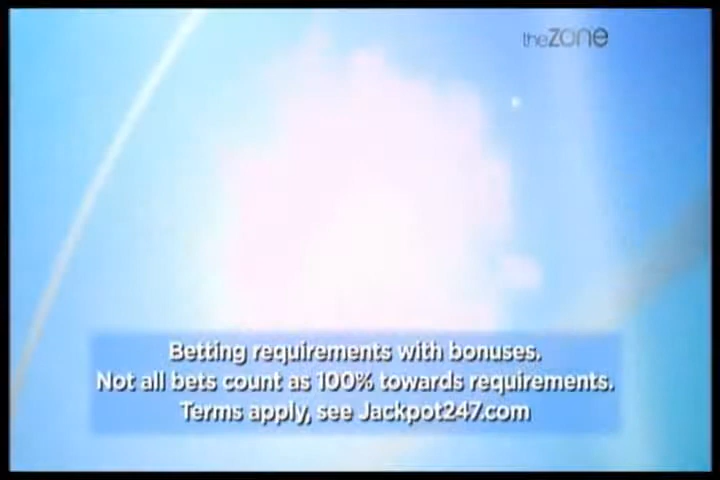 theZone
Betting requirements with bonuses.
Not all bets count as 100% towards requirements.
Terms apply, see Jackpot247.com